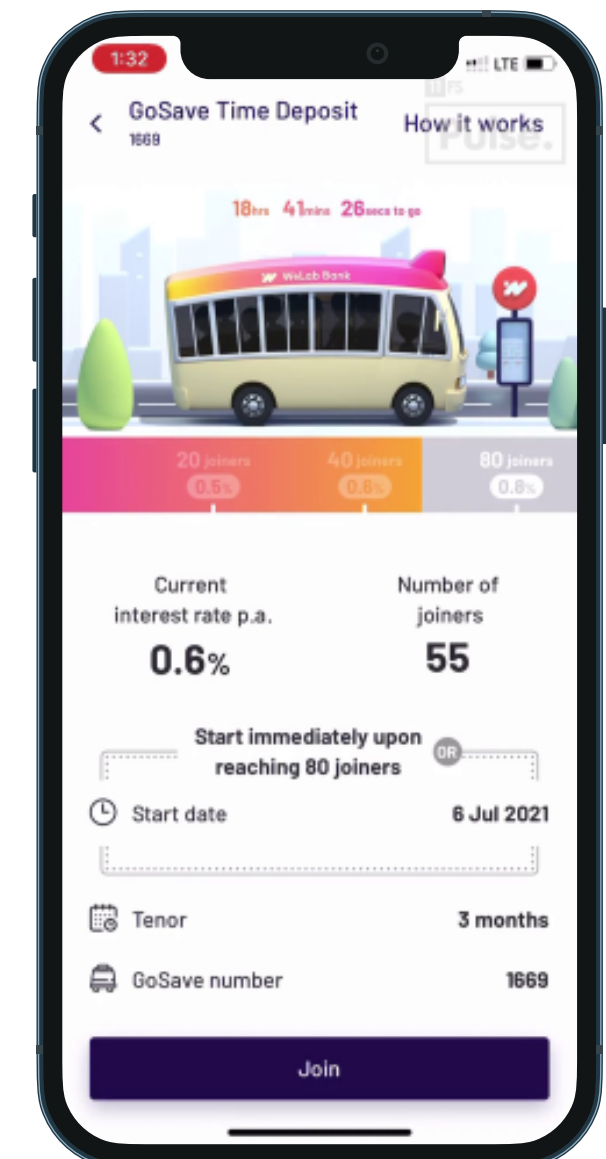 1:32
LTE
11:FS
Pulse.
GoSave Time Deposit
How it works
1669
18hrs 41mins 26secs to go
WeLab Bank
20 joiners
40 joiners
80 joiners
0.5%
0.6%
0.8%
Current
interest rate p.a.
0.6%
Number of
joiners
55
Start immediately upon
reaching 80 joiners
OR
Start date
6 Jul 2021
Tenor
3 months
GoSave number
1669
Join